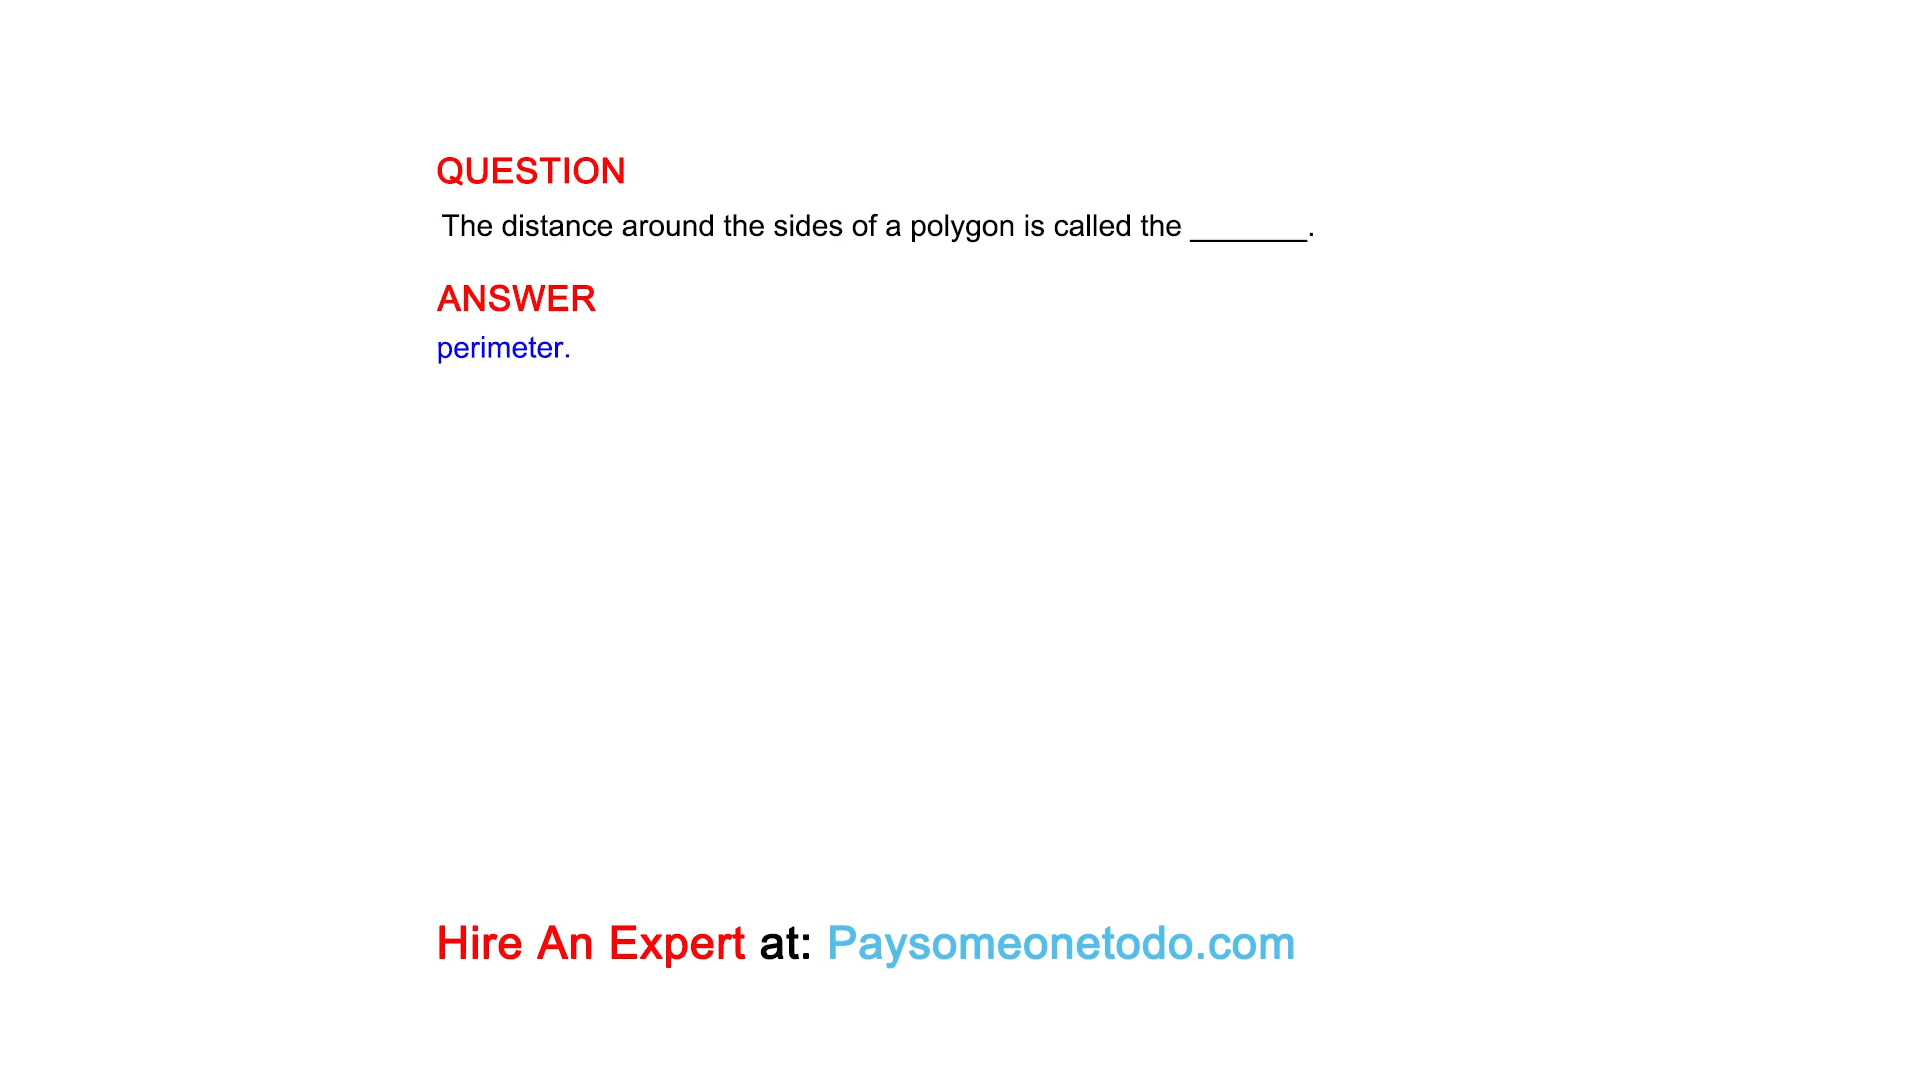 QUESTION
The distance around the sides of a polygon is called the _______.
ANSWER
perimeter.
Hire An Expert at: Paysomeonetodo.com